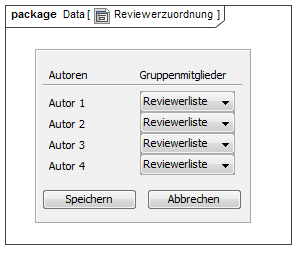 package Data [ Reviewerzuordnung ]
Autoren Gruppenmitglieder
Autor 1 Reviewerliste
Autor 2 Reviewerliste
Autor 3 Reviewerliste
Autor 4 Reviewerliste
Speichern Abbrechen